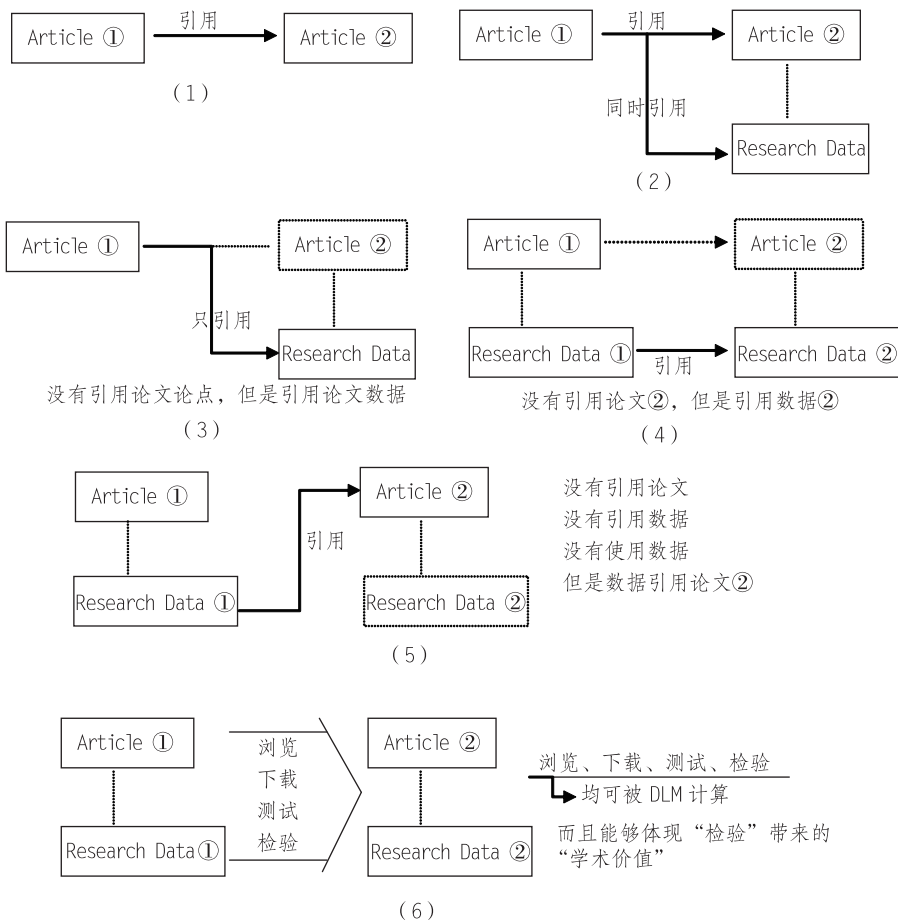 引用
Article ① Article ②
(1)
引用
Article ① Article ②
同时引用
Research Data
(2)
Article ① Article ②
只引用
Research Data
没有引用论文论点，但是引用论文数据
(3)
Article ① Article ②
Research Data ① Research Data ②
引用
没有引用论文②，但是引用数据②
(4)
Article ① Article ②
引用
Research Data ① Research Data ②
(5)
没有引用论文
没有引用数据
没有使用数据
但是数据引用论文②
Article ① Article ②
浏览
下载
测试
检验
Research Data① Research Data ②
浏览、下载、测试、检验
均可被 DLM 计算
而且能够体现“检验”带来的
“学术价值”
(6)